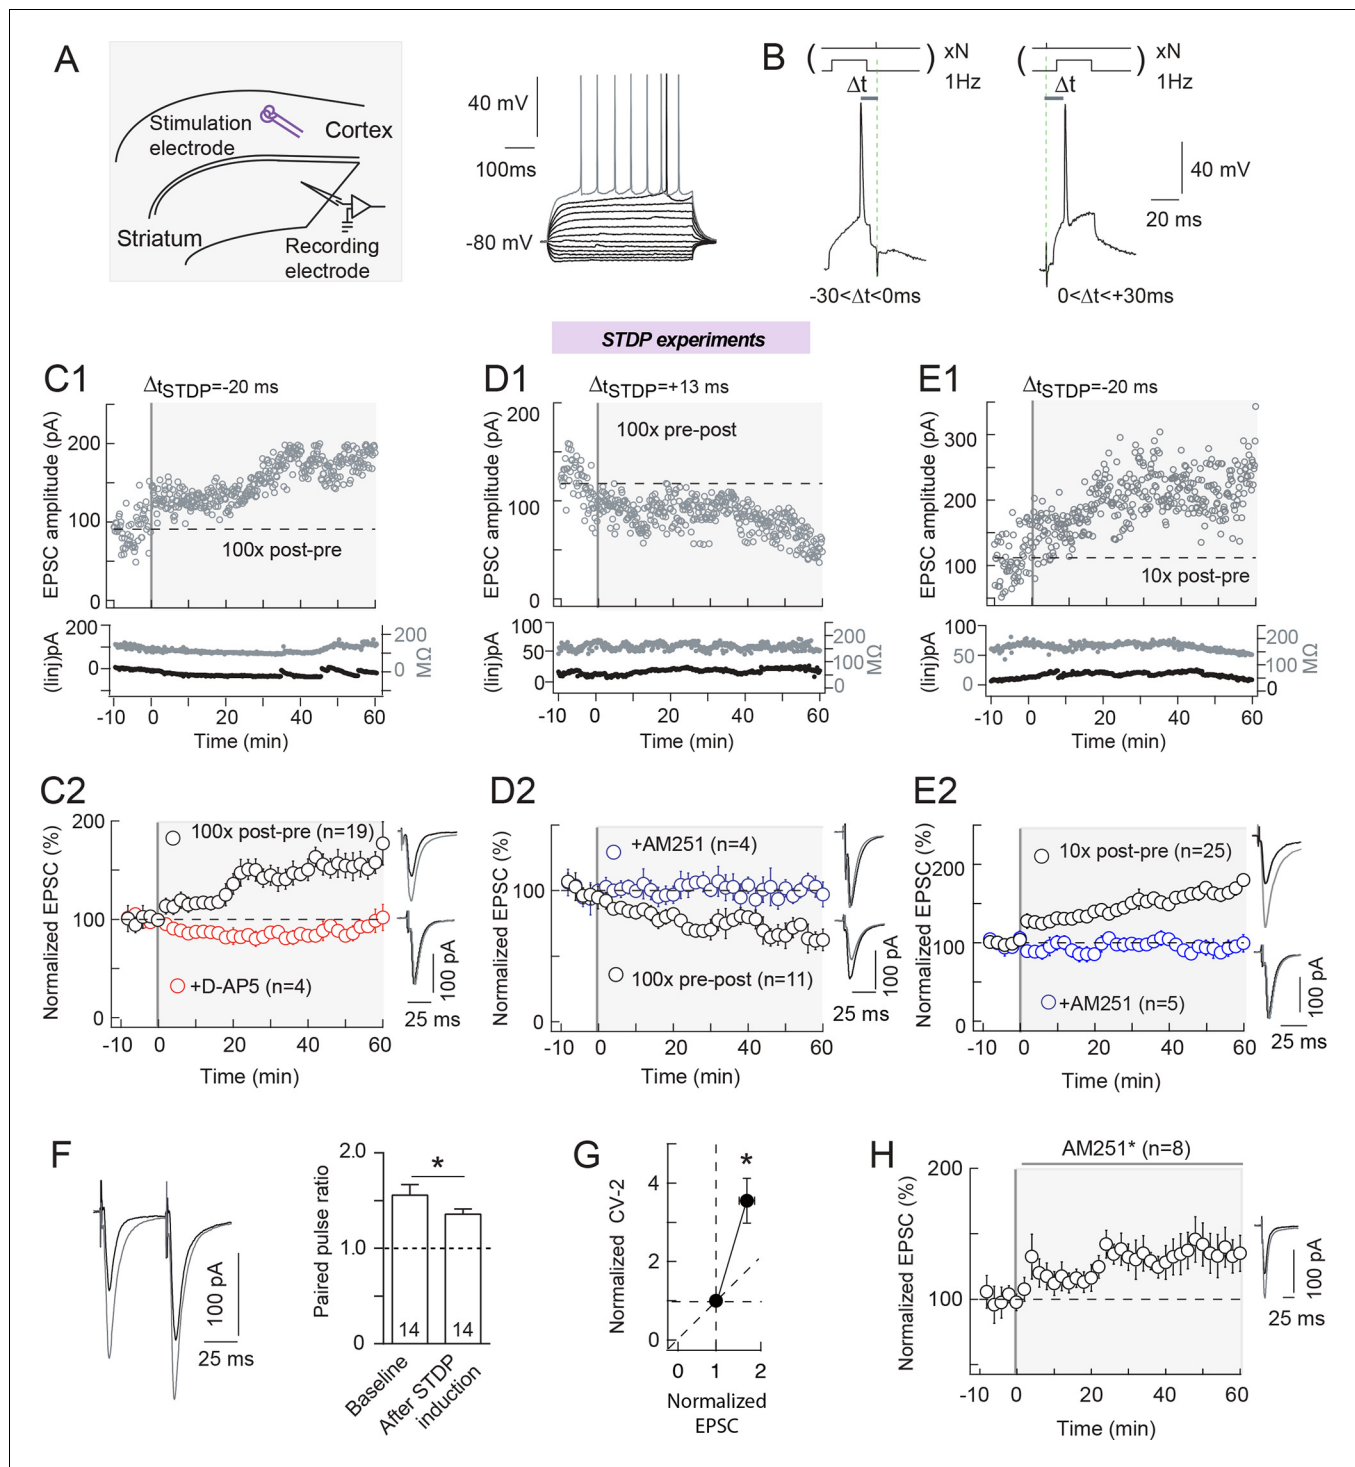 A
Stimulation
electrode
Cortex
Striatum
Recording
electrode
40 mV
100ms
-80 mV
B
( ) xN
1Hz
Δt
-30<Δt<0ms
( ) xN
1Hz
Δt
0<Δt<+30ms
40 mV
20 ms
STDP experiments
C1
ΔtSTDP=-20 ms
EPSC amplitude (pA)
200
100
0
100x post-pre
(Iinj)pA
200
0
200
0
MΩ
-10 0 20 40 60
Time (min)
D1
ΔtSTDP=+13 ms
EPSC amplitude (pA)
200
100
0
100x pre-post
(Iinj)pA
100
50
0
200
100
0
MΩ
-10 0 20 40 60
Time (min)
E1
ΔtSTDP=-20 ms
EPSC amplitude (pA)
300
200
100
10x post-pre
(Iinj)pA
100
50
0
200
100
0
MΩ
-10 0 20 40 60
Time (min)
C2
Normalized EPSC (%)
200
100
0
100x post-pre (n=19)
+D-AP5 (n=4)
100 pA
25 ms
-10 0 20 40 60
Time (min)
D2
Normalized EPSC (%)
100
0
+AM251 (n=4)
100x pre-post (n=11)
100 pA
25 ms
-10 0 20 40 60
Time (min)
E2
Normalized EPSC (%)
200
100
0
10x post-pre (n=25)
+AM251 (n=5)
100 pA
25 ms
-10 0 20 40 60
Time (min)
F
100 pA
25 ms
Paired pulse ratio
2.0
1.0
0
*
14 14
Baseline
After STDP
induction
G
Normalized CV-2
4
2
0
*
0 1 2
Normalized
EPSC
H
AM251* (n=8)
Normalized EPSC (%)
200
100
100 pA
25 ms
-10 0 20 40 60
Time (min)